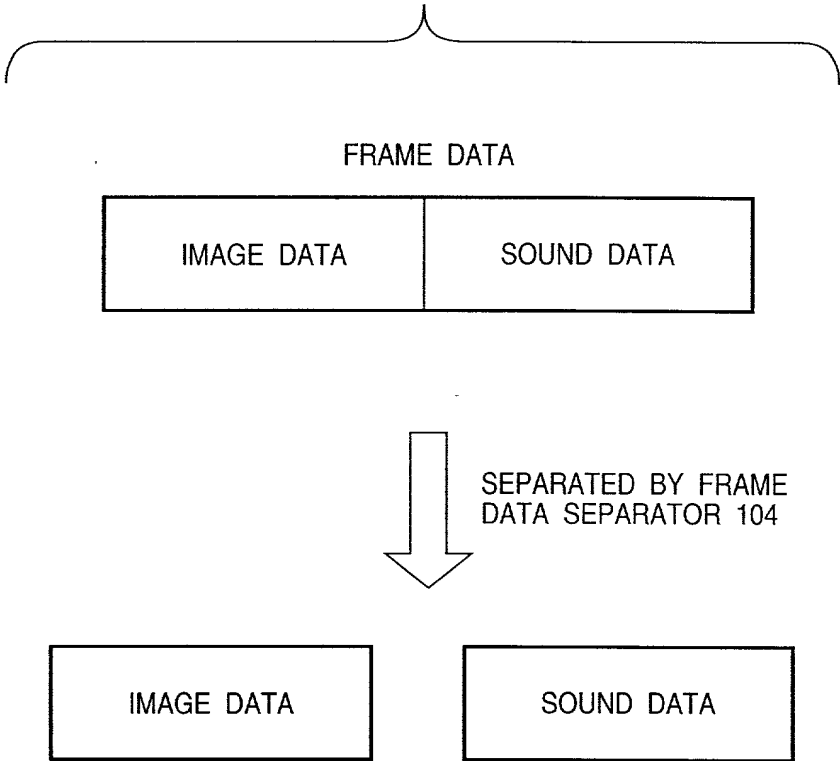 FRAME DATA
IMAGE DATA
SOUND DATA
SEPARATED BY FRAME
DATA SEPARATOR 104
IMAGE DATA
SOUND DATA